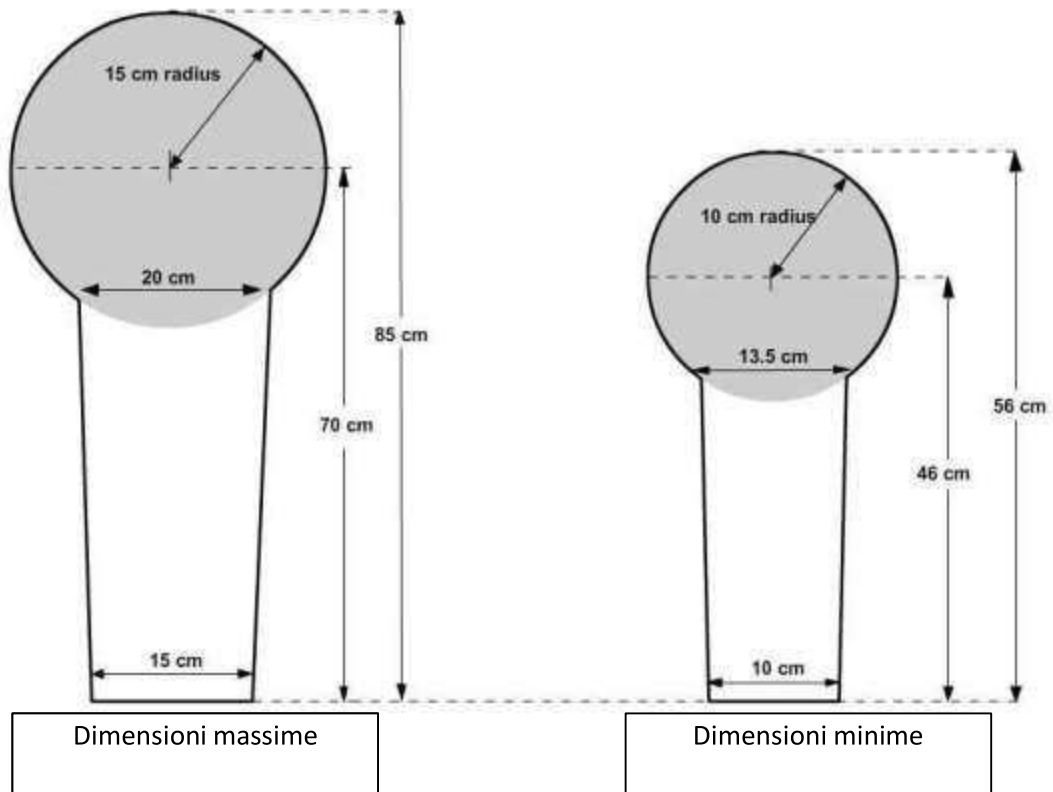 15 cm radius
20 cm
85 cm
70 cm
15 cm
Dimensioni massime
10 cm radius
13.5 cm
56 cm
46 cm
10 cm
Dimensioni minime